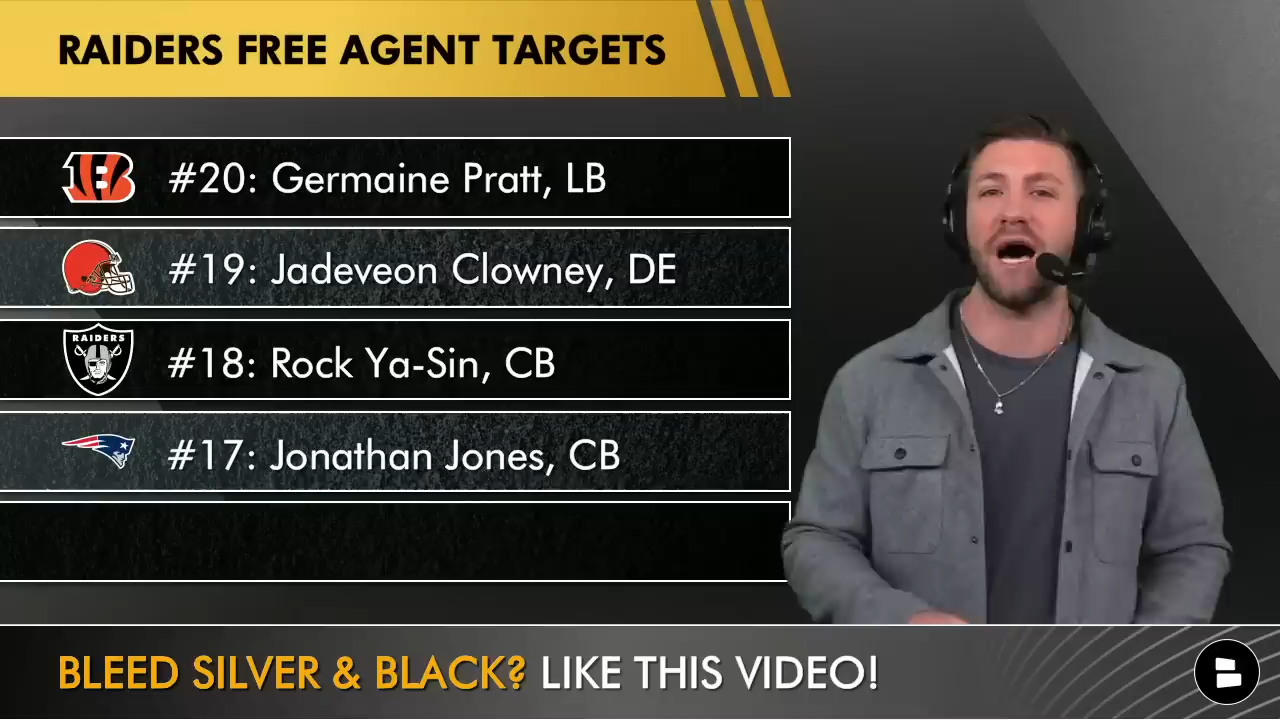 RAIDERS FREE AGENT TARGETS
#20: Germaine Pratt, LB
#19: Jadeveon Clowney, DE
RAIDERS
#18: Rock Ya-Sin, CB
#17: Jonathan Jones, CB
BLEED SILVER & BLACK? LIKE THIS VIDEO!